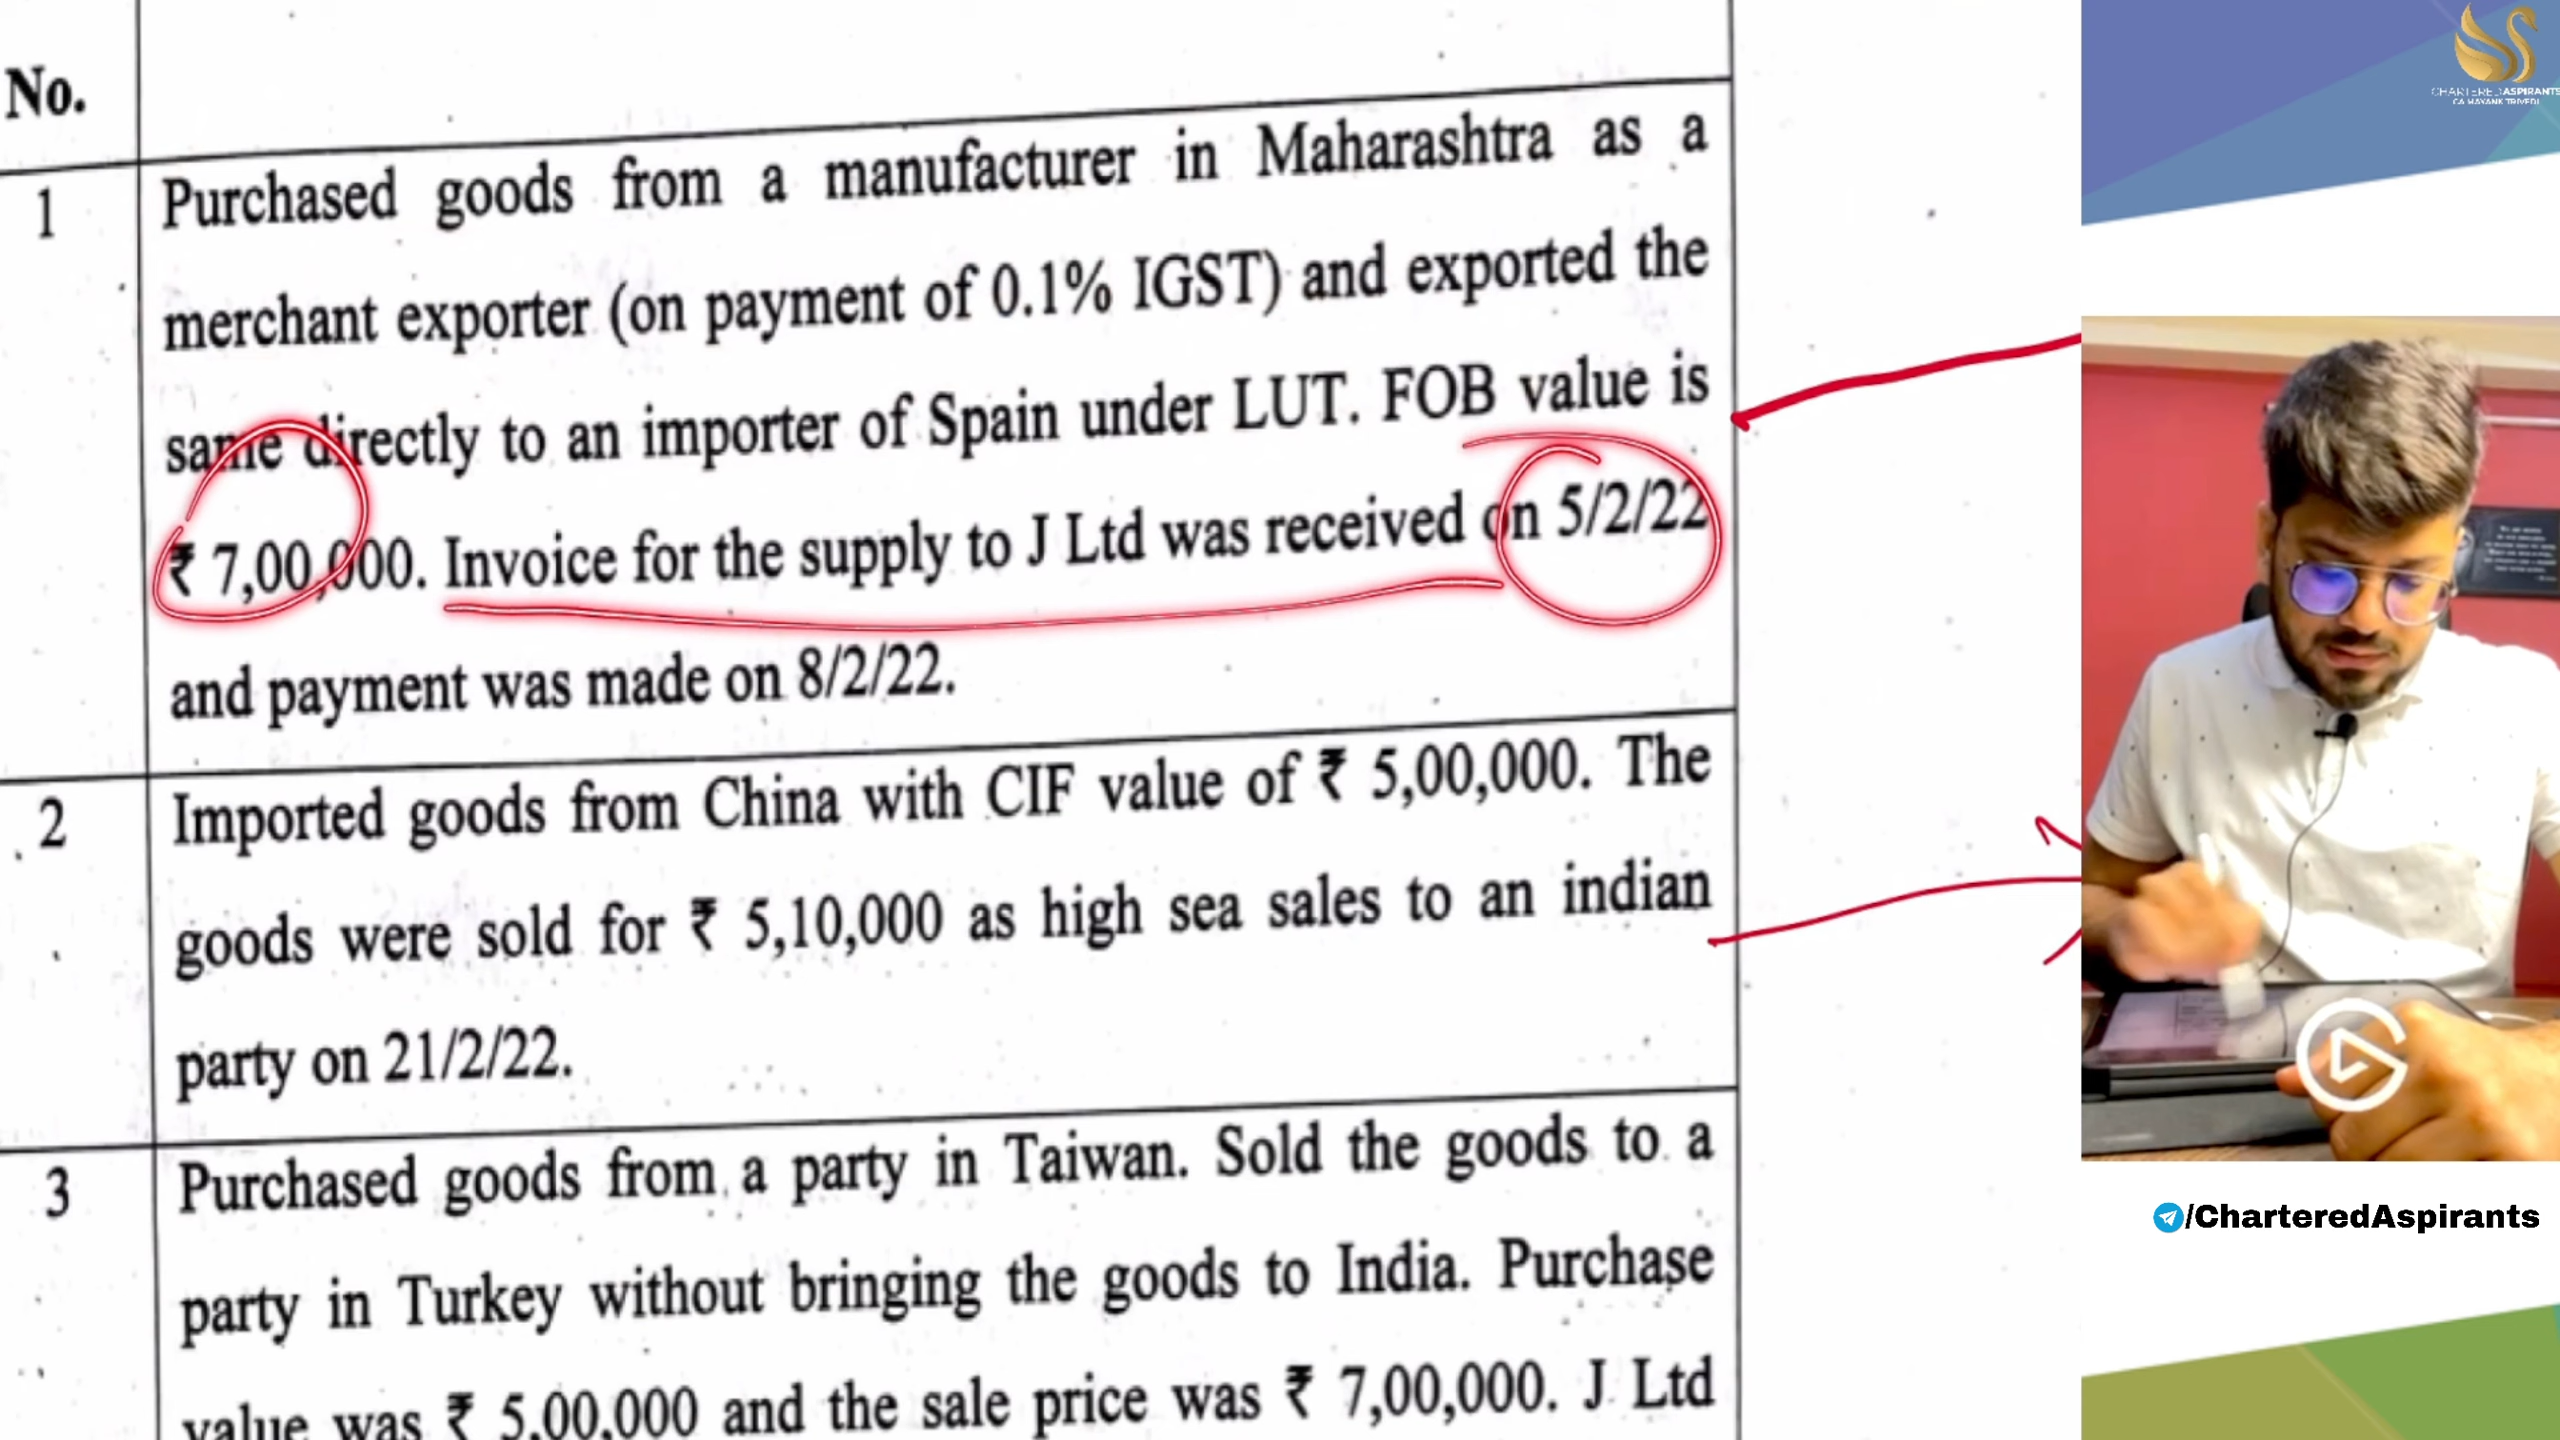 No.
1
Purchased goods from a manufacturer in Maharashtra as a
merchant exporter (on payment of 0.1% IGST) and exported the
same directly to an importer of Spain under LUT. FOB value is
₹ 7,00,000. Invoice for the supply to J Ltd was received on 5/2/22
and payment was made on 8/2/22.
2
Imported goods from China with CIF value of ₹ 5,00,000. The
goods were sold for ₹ 5,10,000 as high sea sales to an indian
party on 21/2/22.
3
Purchased goods from a party in Taiwan. Sold the goods to a
party in Turkey without bringing the goods to India. Purchase
value was ₹ 5,00,000 and the sale price was ₹ 7,00,000. J Ltd
CHARTERED ASPIRANTS
CA MAYANK TRIVEDI
/CharteredAspirants